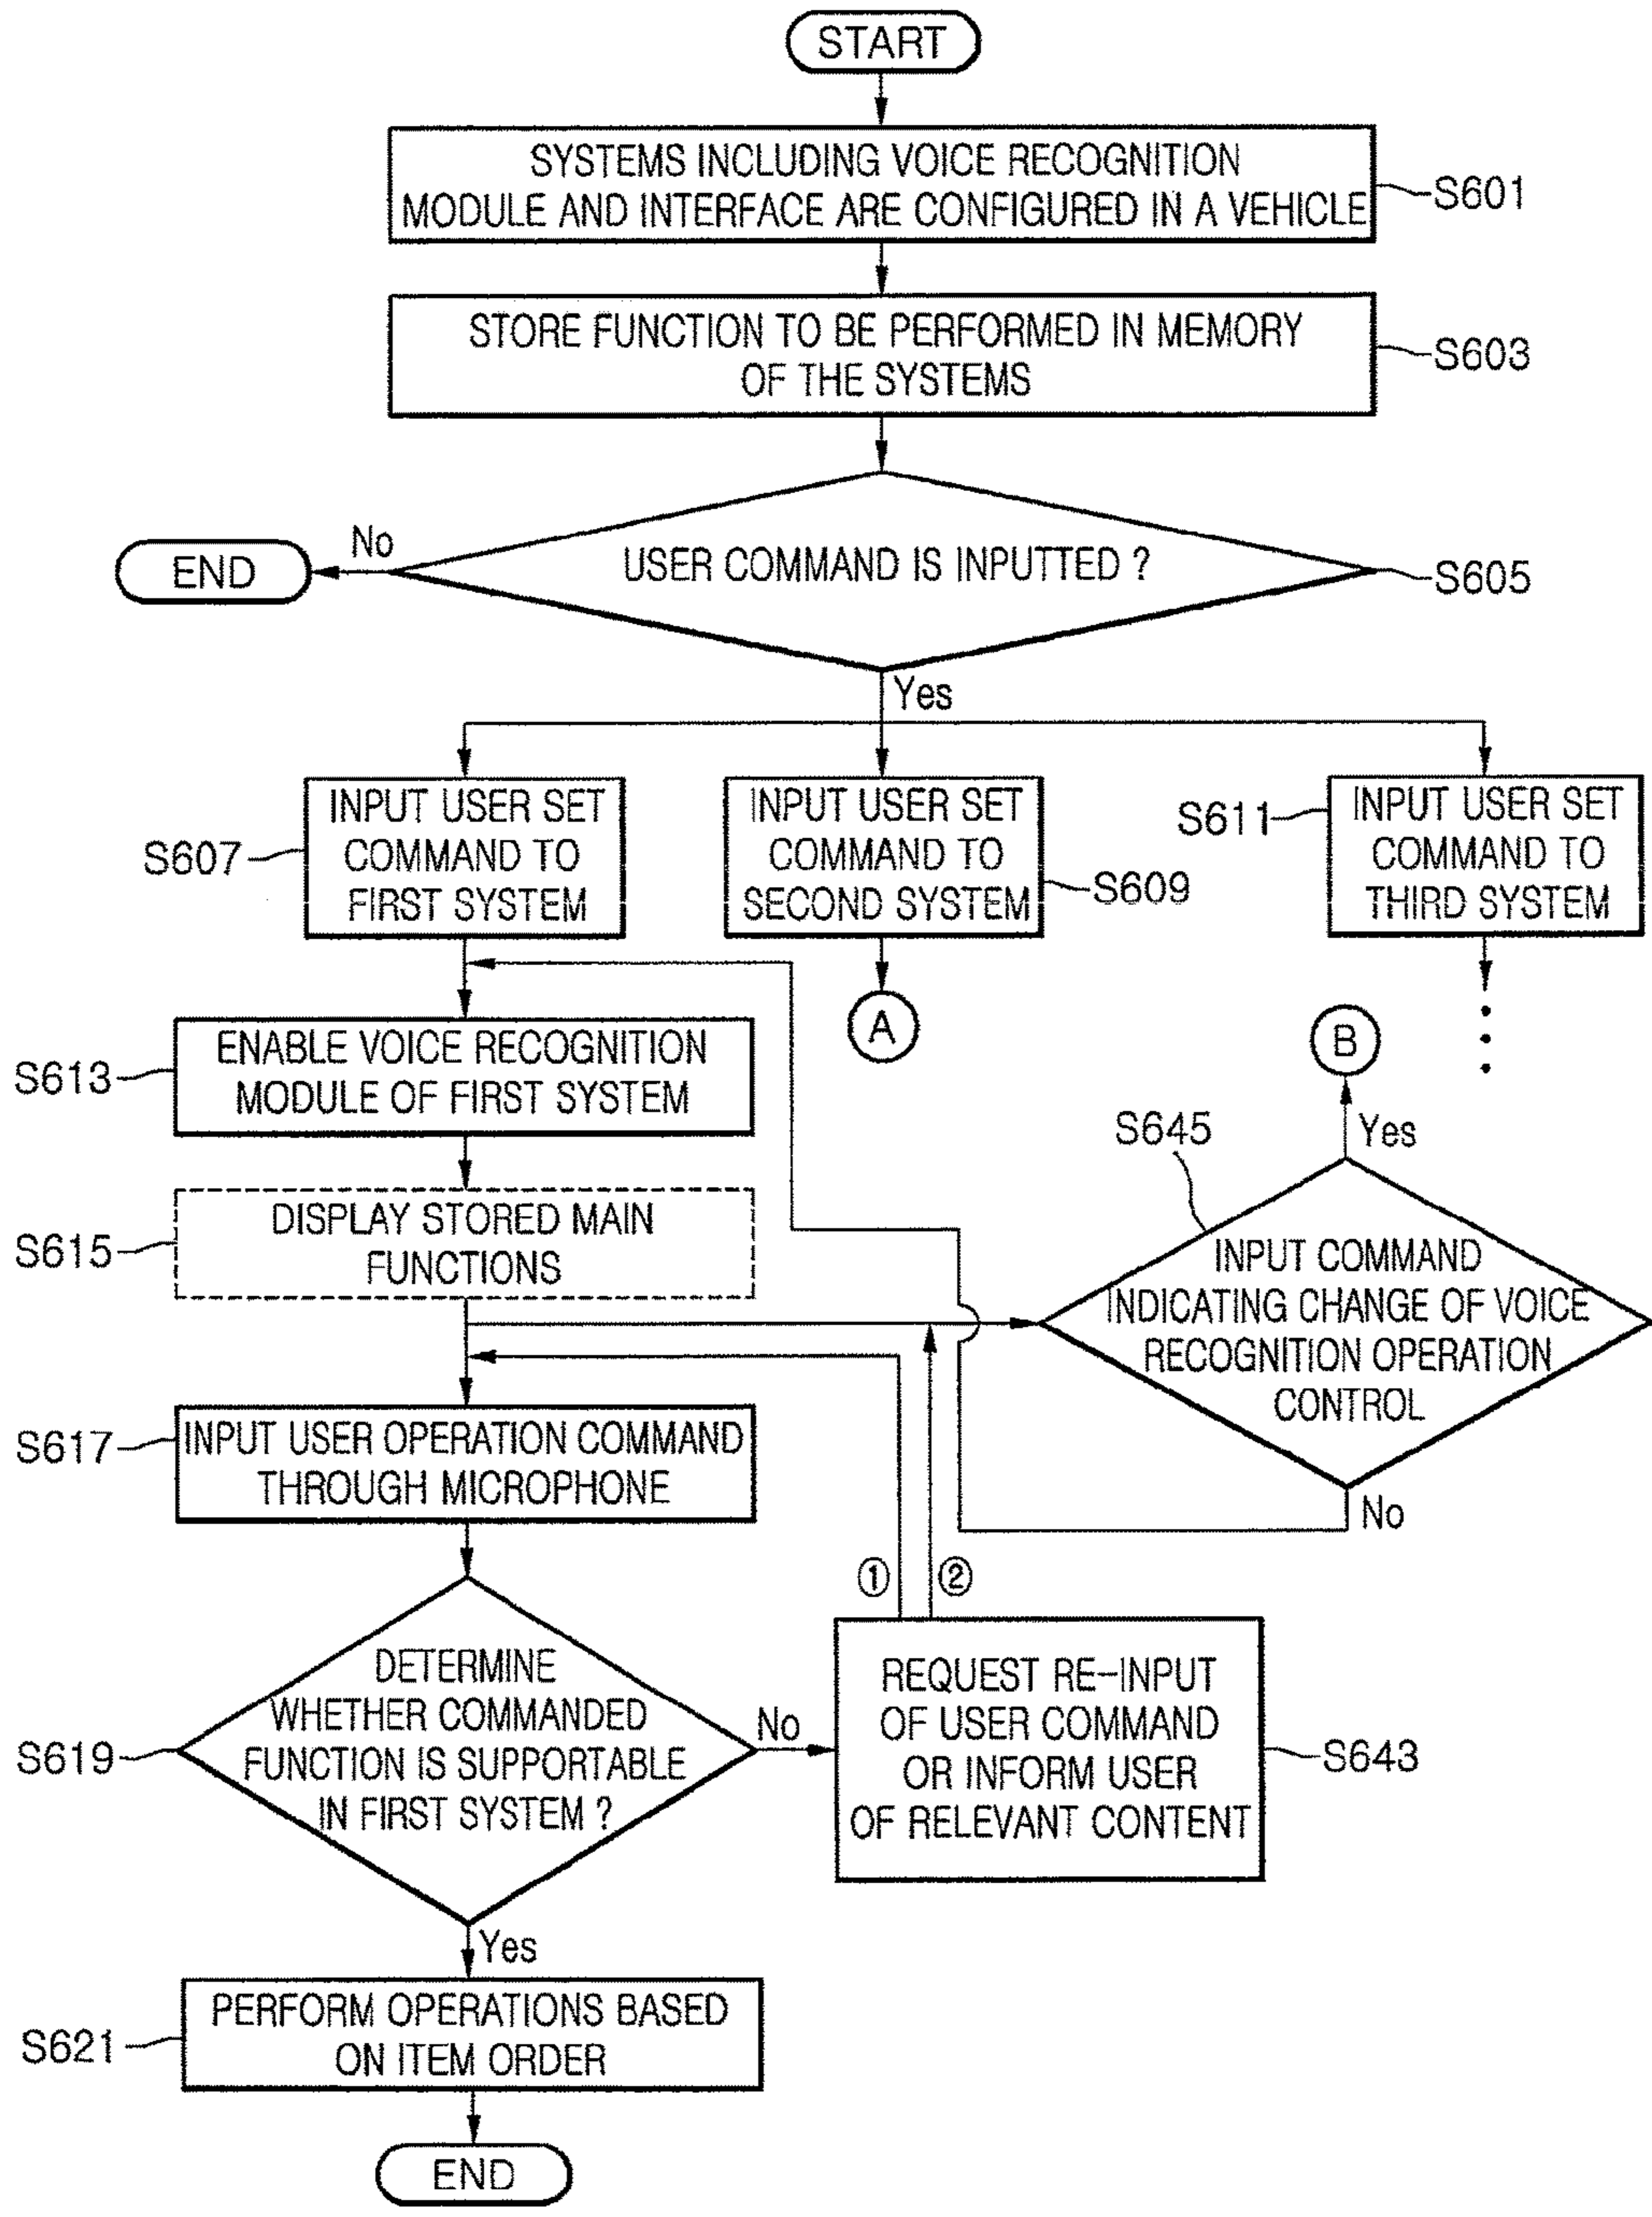 START
SYSTEMS INCLUDING VOICE RECOGNITION
MODULE AND INTERFACE ARE CONFIGURED IN A VEHICLE
S601
STORE FUNCTION TO BE PERFORMED IN MEMORY
OF THE SYSTEMS
S603
USER COMMAND IS INPUTTED ?
S605
No
END
Yes
INPUT USER SET
COMMAND TO
FIRST SYSTEM
S607
INPUT USER SET
COMMAND TO
SECOND SYSTEM
S609
INPUT USER SET
COMMAND TO
THIRD SYSTEM
S611
A
B
ENABLE VOICE RECOGNITION
MODULE OF FIRST SYSTEM
S613
DISPLAY STORED MAIN
FUNCTIONS
S615
Yes
S645
INPUT COMMAND
INDICATING CHANGE OF VOICE
RECOGNITION OPERATION
CONTROL
No
INPUT USER OPERATION COMMAND
THROUGH MICROPHONE
S617
① ②
DETERMINE
WHETHER COMMANDED
FUNCTION IS SUPPORTABLE
IN FIRST SYSTEM ?
S619
No
REQUEST RE-INPUT
OF USER COMMAND
OR INFORM USER
OF RELEVANT CONTENT
S643
Yes
PERFORM OPERATIONS BASED
ON ITEM ORDER
S621
END